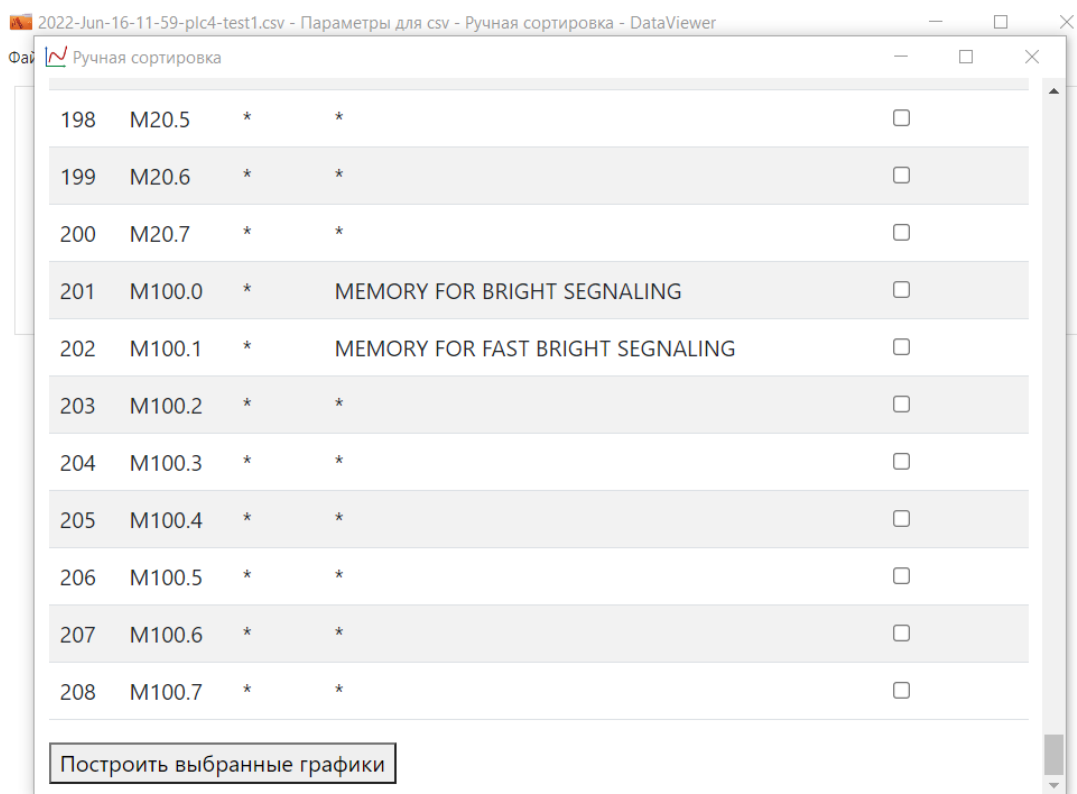 2022-Jun-16-11-59-plc4-test1.csv - Параметры для csv - Ручная сортировка - DataViewer
Фай
Ручная сортировка
198 M20.5 * *
199 M20.6 * *
200 M20.7 * *
201 M100.0 * MEMORY FOR BRIGHT SEGNALING
202 M100.1 * MEMORY FOR FAST BRIGHT SEGNALING
203 M100.2 * *
204 M100.3 * *
205 M100.4 * *
206 M100.5 * *
207 M100.6 * *
208 M100.7 * *
Построить выбранные графики